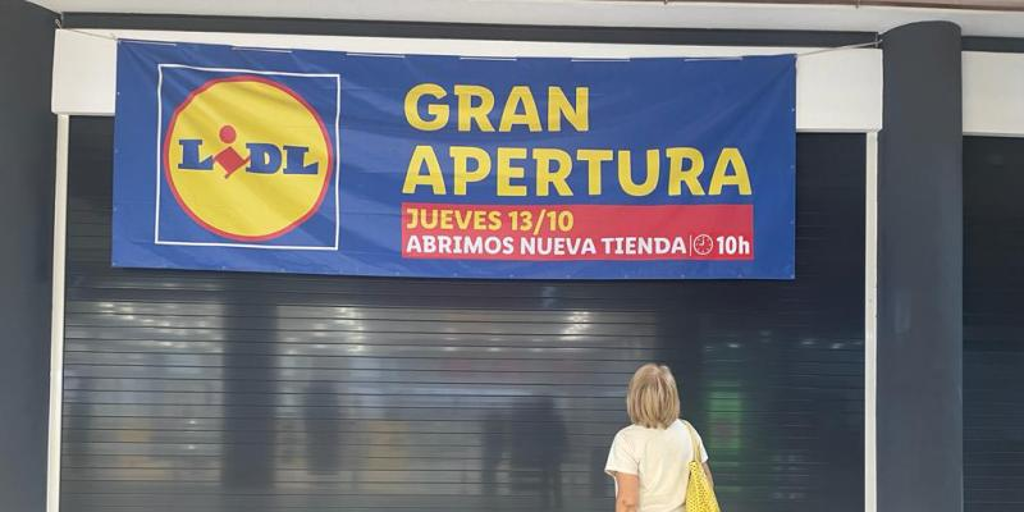 LIDL
GRAN
APERTURA
JUEVES 13/10
ABRIMOS NUEVA TIENDA | 10h